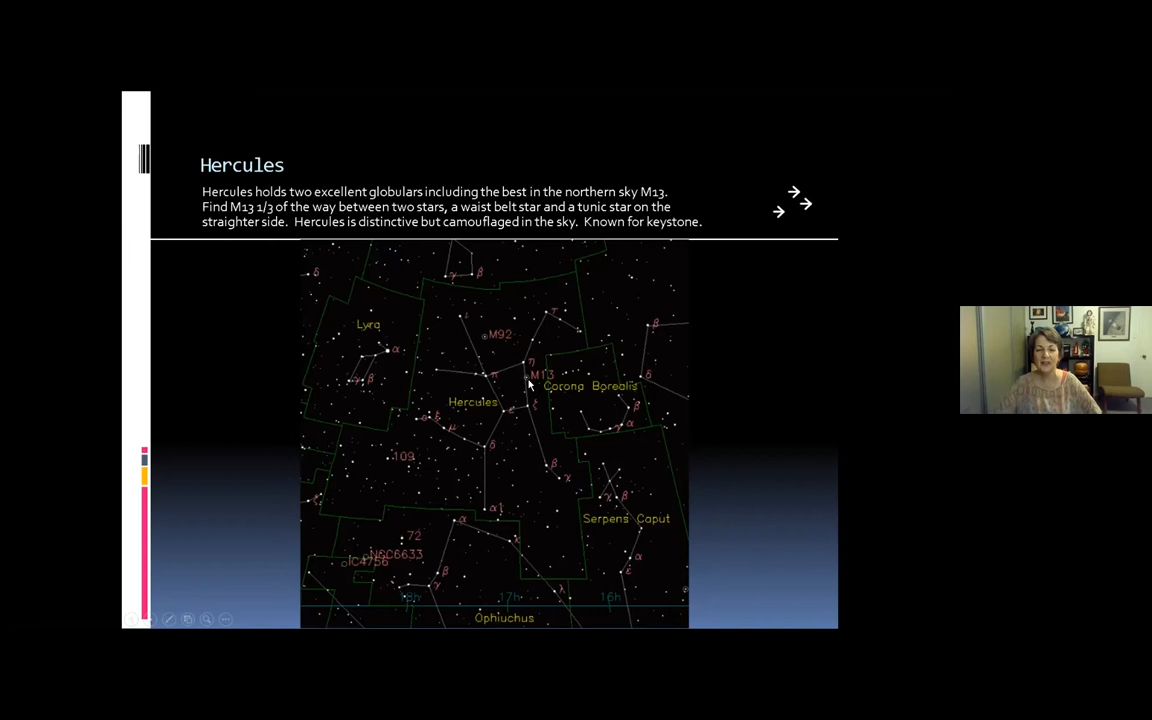 Hercules
Hercules holds two excellent globulars including the best in the northern sky M13.
Find M13 1/3 of the way between two stars, a waist belt star and a tunic star on the
straighter side. Hercules is distinctive but camouflaged in the sky. Known for keystone.
γ β
δ
τ
ι
Lyra
β
M92
α
η
π M13
δ
γ β
Corona Borealis
Hercules
ε ζ
β
ο ξ
γ α
μ
δ
109
β
γ
γ β
α1
α
Serpens Caput
72
κ
NGC6633
α
IC4756
β
ε
γ
λ
18h 17h 16h
Ophiuchus